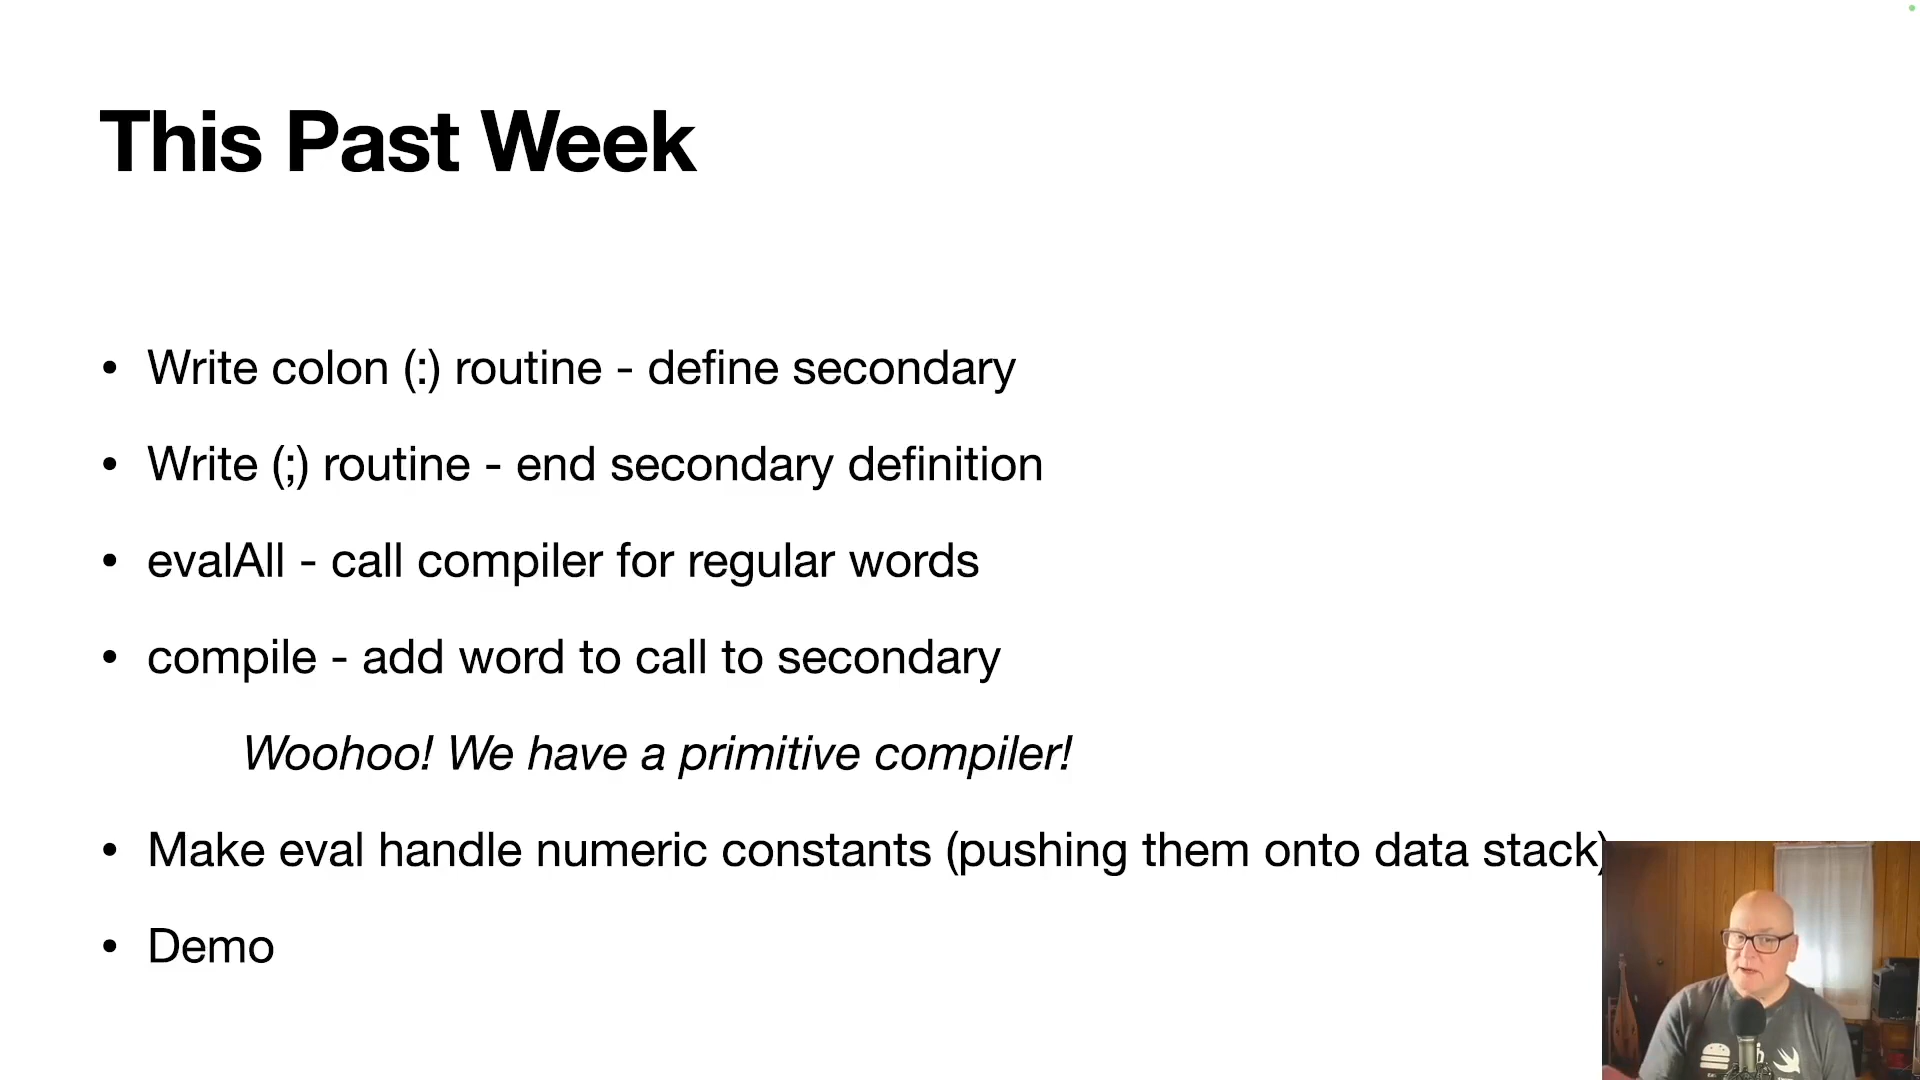 This Past Week
• Write colon (:) routine - define secondary
• Write (;) routine - end secondary definition
• evalAll - call compiler for regular words
• compile - add word to call to secondary
Woohoo! We have a primitive compiler!
• Make eval handle numeric constants (pushing them onto data stack)
• Demo